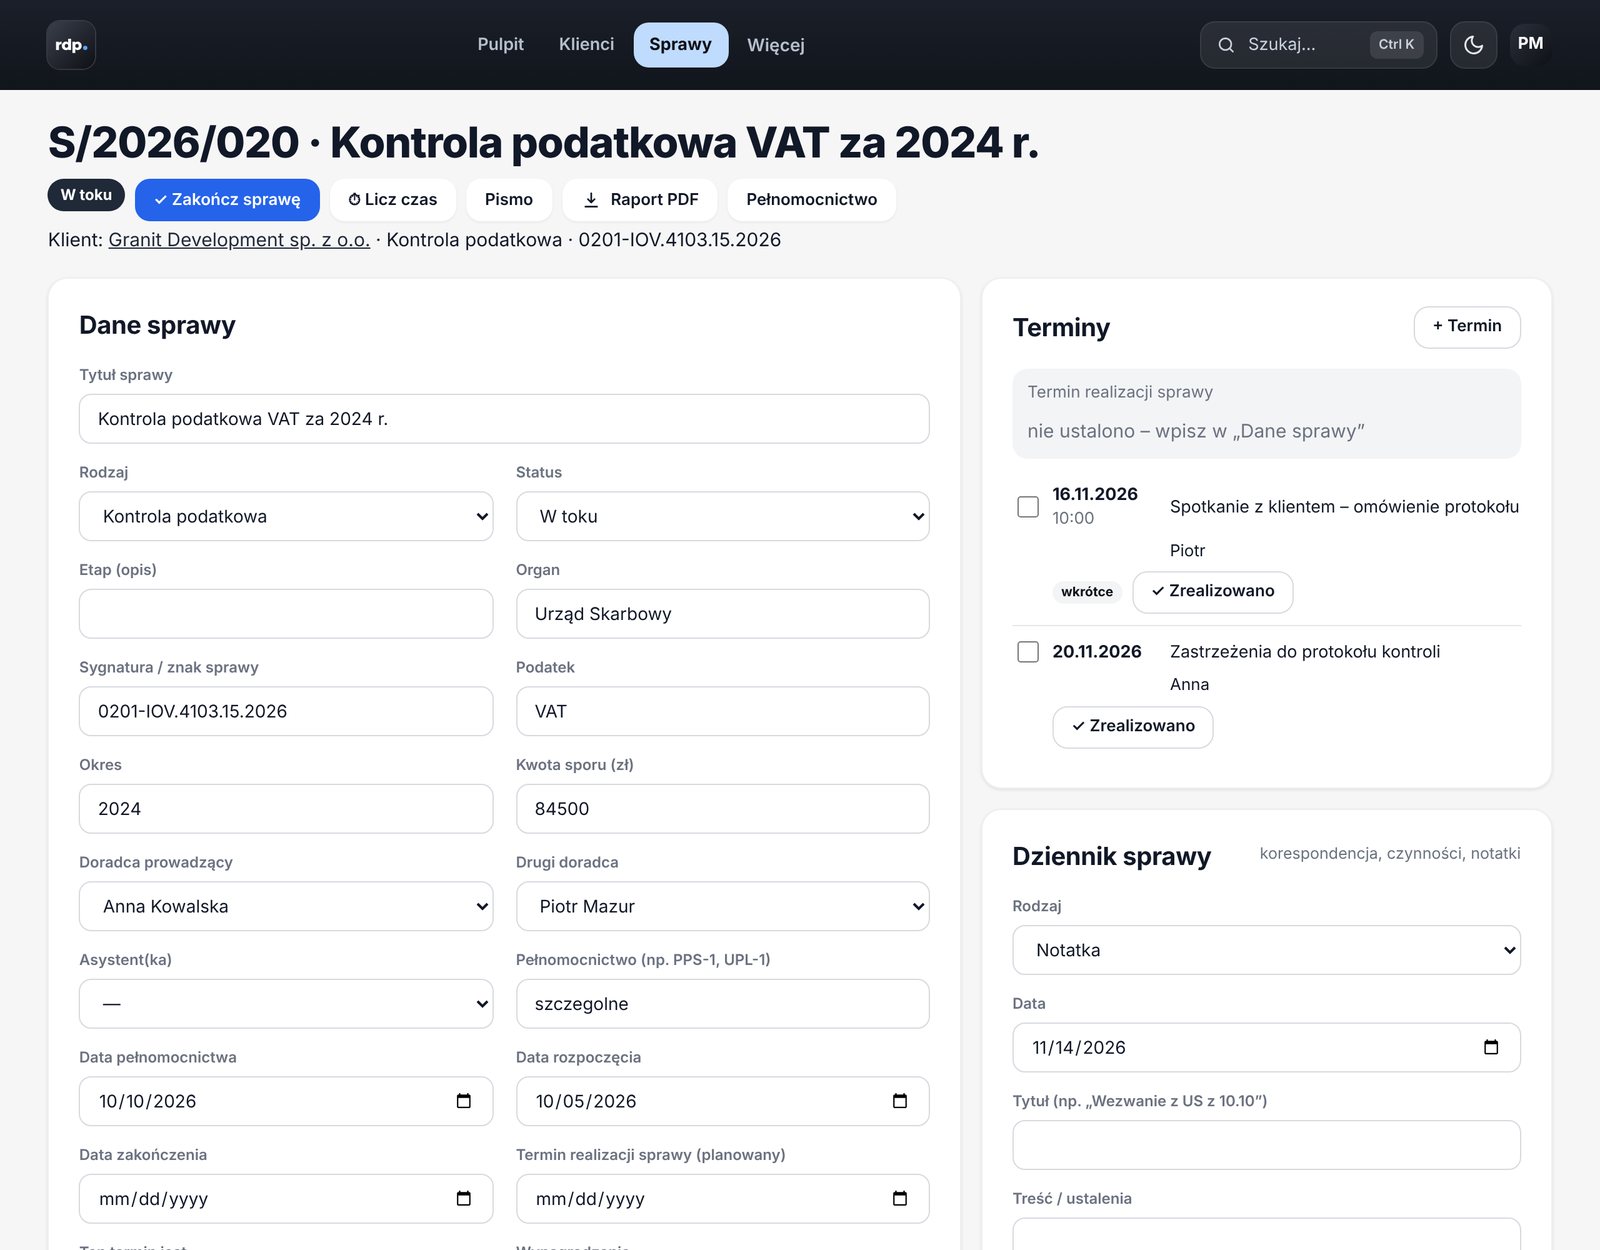 rdp.
Pulpit Klienci Sprawy Więcej
Szukaj... Ctrl K
PM
S/2026/020 · Kontrola podatkowa VAT za 2024 r.
W toku ✓ Zakończ sprawę ⏱ Licz czas Pismo Raport PDF Pełnomocnictwo
Klient: Granit Development sp. z o.o. · Kontrola podatkowa · 0201-IOV.4103.15.2026
Dane sprawy
Tytuł sprawy
Kontrola podatkowa VAT za 2024 r.
Rodzaj Status
Kontrola podatkowa W toku
Etap (opis) Organ
Urząd Skarbowy
Sygnatura / znak sprawy Podatek
0201-IOV.4103.15.2026 VAT
Okres Kwota sporu (zł)
2024 84500
Doradca prowadzący Drugi doradca
Anna Kowalska Piotr Mazur
Asystent(ka) Pełnomocnictwo (np. PPS-1, UPL-1)
— szczegolne
Data pełnomocnictwa Data rozpoczęcia
10/10/2026 10/05/2026
Data zakończenia Termin realizacji sprawy (planowany)
mm/dd/yyyy mm/dd/yyyy
Terminy + Termin
Termin realizacji sprawy
nie ustalono – wpisz w „Dane sprawy”
16.11.2026 Spotkanie z klientem – omówienie protokołu
10:00
Piotr
wkrótce ✓ Zrealizowano
20.11.2026 Zastrzeżenia do protokołu kontroli
Anna
✓ Zrealizowano
Dziennik sprawy korespondencja, czynności, notatki
Rodzaj
Notatka
Data
11/14/2026
Tytuł (np. „Wezwanie z US z 10.10”)
Treść / ustalenia